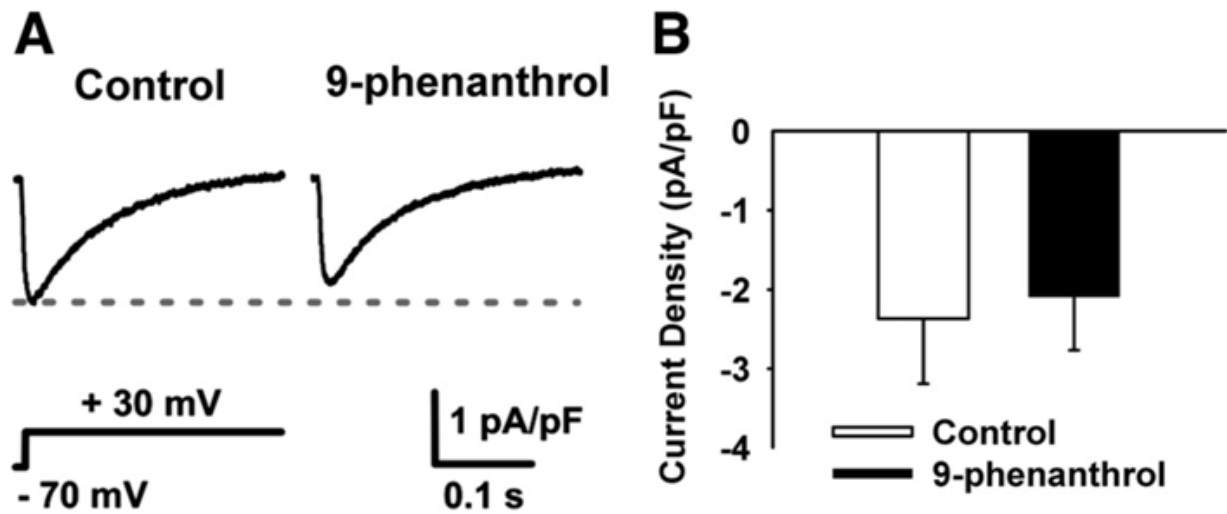 A
Control
9-phenanthrol
+ 30 mV
- 70 mV
1 pA/pF
0.1 s
B
Current Density (pA/pF)
0
-1
-2
-3
-4
Control
9-phenanthrol